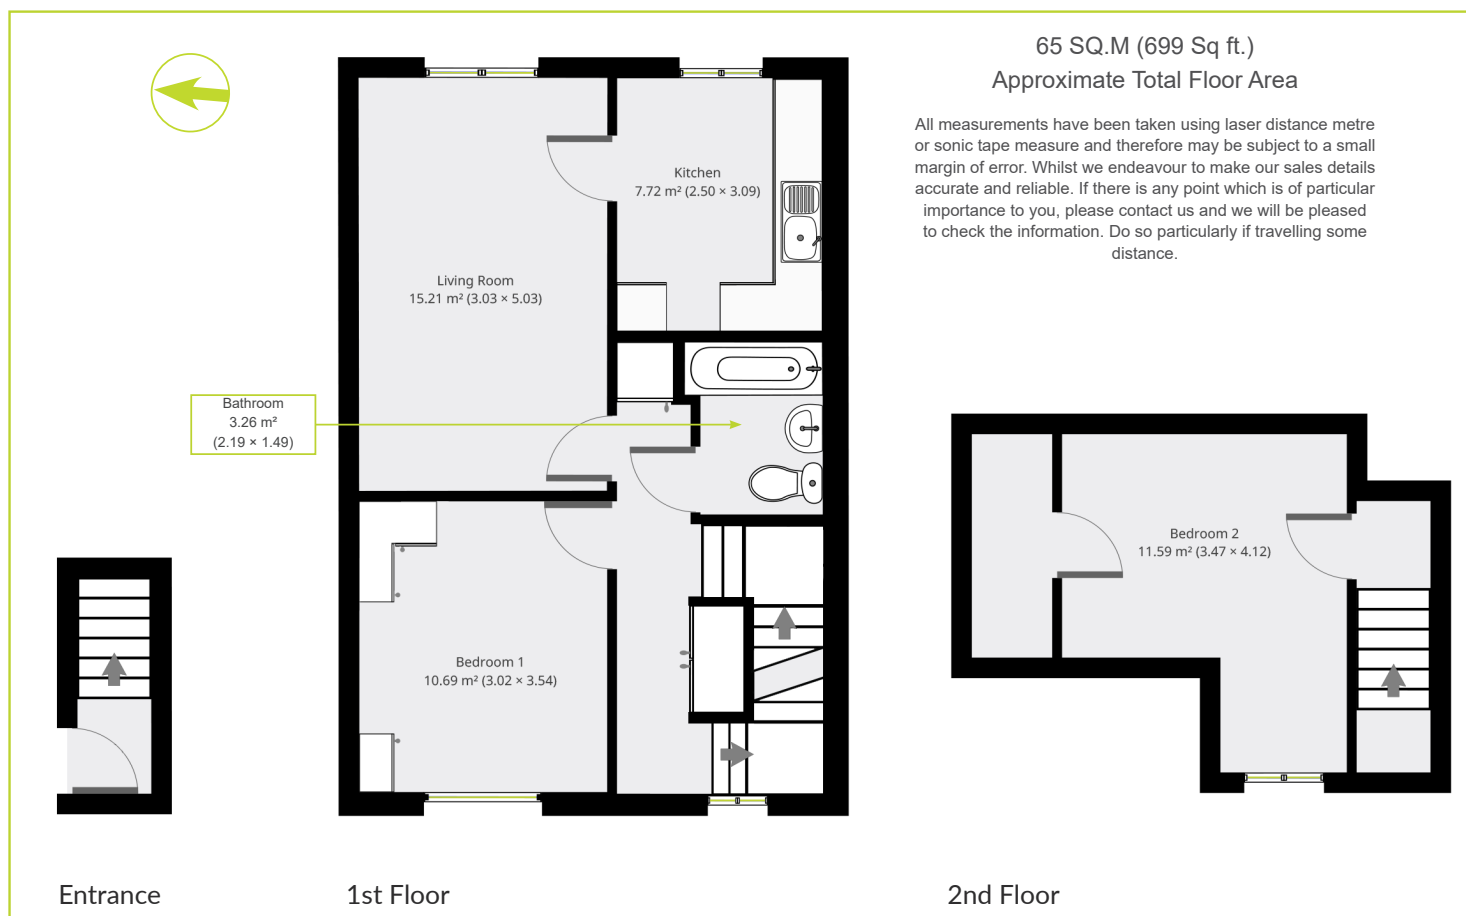 65 SQ.M (699 Sq ft.)
Approximate Total Floor Area
All measurements have been taken using laser distance metre
or sonic tape measure and therefore may be subject to a small
margin of error. Whilst we endeavour to make our sales details
accurate and reliable. If there is any point which is of particular
importance to you, please contact us and we will be pleased
to check the information. Do so particularly if travelling some
distance.
Kitchen
7.72 m² (2.50 × 3.09)
Living Room
15.21 m² (3.03 × 5.03)
Bathroom
3.26 m²
(2.19 × 1.49)
Bedroom 2
11.59 m² (3.47 × 4.12)
Bedroom 1
10.69 m² (3.02 × 3.54)
Entrance
1st Floor
2nd Floor